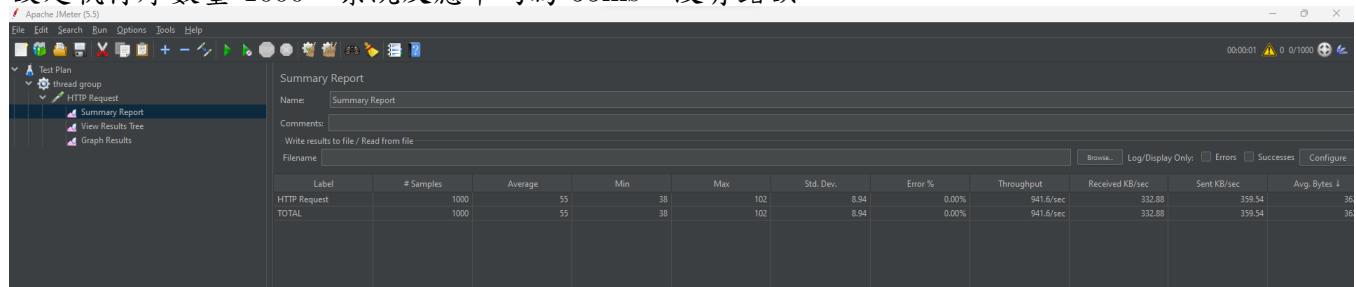 Apache JMeter (5.5)
File Edit Search Run Options Tools Help
00:00:01 0 0/1000
Test Plan
thread group
HTTP Request
Summary Report
View Results Tree
Graph Results
Summary Report
Name: Summary Report
Comments:
Write results to file / Read from file
Filename Browse... Log/Display Only: Errors Successes Configure
Label # Samples Average Min Max Std. Dev. Error % Throughput Received KB/sec Sent KB/sec Avg. Bytes ↓
HTTP Request 1000 55 38 102 8.94 0.00% 941.6/sec 332.88 359.54 36
TOTAL 1000 55 38 102 8.94 0.00% 941.6/sec 332.88 359.54 36